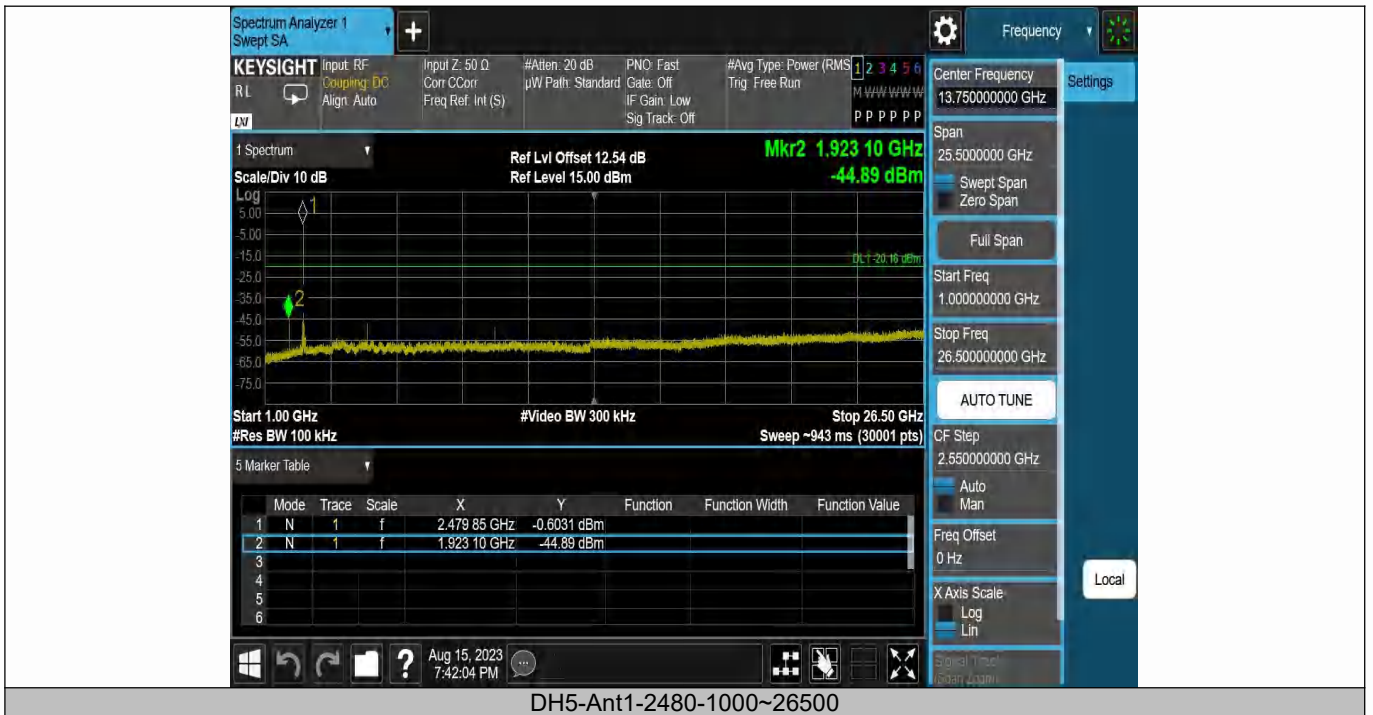 Spectrum Analyzer 1
Swept SA
+
Frequency
KEYSIGHT
RL
LXI
Input: RF
Coupling: DC
Align: Auto
Input Z: 50 Ω
Corr CCorr
Freq Ref: Int (S)
#Atten: 20 dB
µW Path: Standard
PNO: Fast
Gate: Off
IF Gain: Low
Sig Track: Off
#Avg Type: Power (RMS
Trig: Free Run
1 2 3 4 5 6
M W W W W W
P P P P P P
1 Spectrum
Scale/Div 10 dB
Ref Lvl Offset 12.54 dB
Ref Level 15.00 dBm
Mkr2 1.923 10 GHz
-44.89 dBm
Log
5.00
-5.00
-15.0
-25.0
-35.0
-45.0
-55.0
-65.0
-75.0
1
2
DL1 -20.16 dBm
Start 1.00 GHz
#Video BW 300 kHz
Stop 26.50 GHz
#Res BW 100 kHz
Sweep ~943 ms (30001 pts)
5 Marker Table
Mode Trace Scale X Y Function Function Width Function Value
1 N 1 f 2.479 85 GHz -0.6031 dBm
2 N 1 f 1.923 10 GHz -44.89 dBm
3
4
5
6
Aug 15, 2023
7:42:04 PM
Center Frequency
13.750000000 GHz
Settings
Span
25.5000000 GHz
Swept Span
Zero Span
Full Span
Start Freq
1.000000000 GHz
Stop Freq
26.500000000 GHz
AUTO TUNE
CF Step
2.550000000 GHz
Auto
Man
Freq Offset
0 Hz
X Axis Scale
Log
Lin
Signal Track
(Span Zoom)
Local
DH5-Ant1-2480-1000~26500